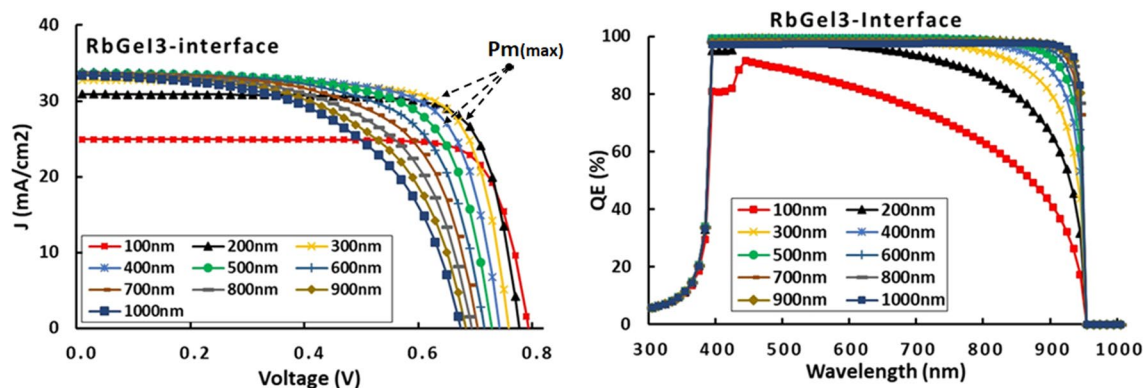 RbGeI3-interface
Pm(max)
J (mA/cm2)
40
30
20
10
0
100nm 200nm 300nm
400nm 500nm 600nm
700nm 800nm 900nm
1000nm
0.0 0.2 0.4 0.6 0.8
Voltage (V)
RbGeI3-Interface
QE (%)
100
80
60
40
20
0
100nm 200nm
300nm 400nm
500nm 600nm
700nm 800nm
900nm 1000nm
300 400 500 600 700 800 900 1000
Wavelength (nm)